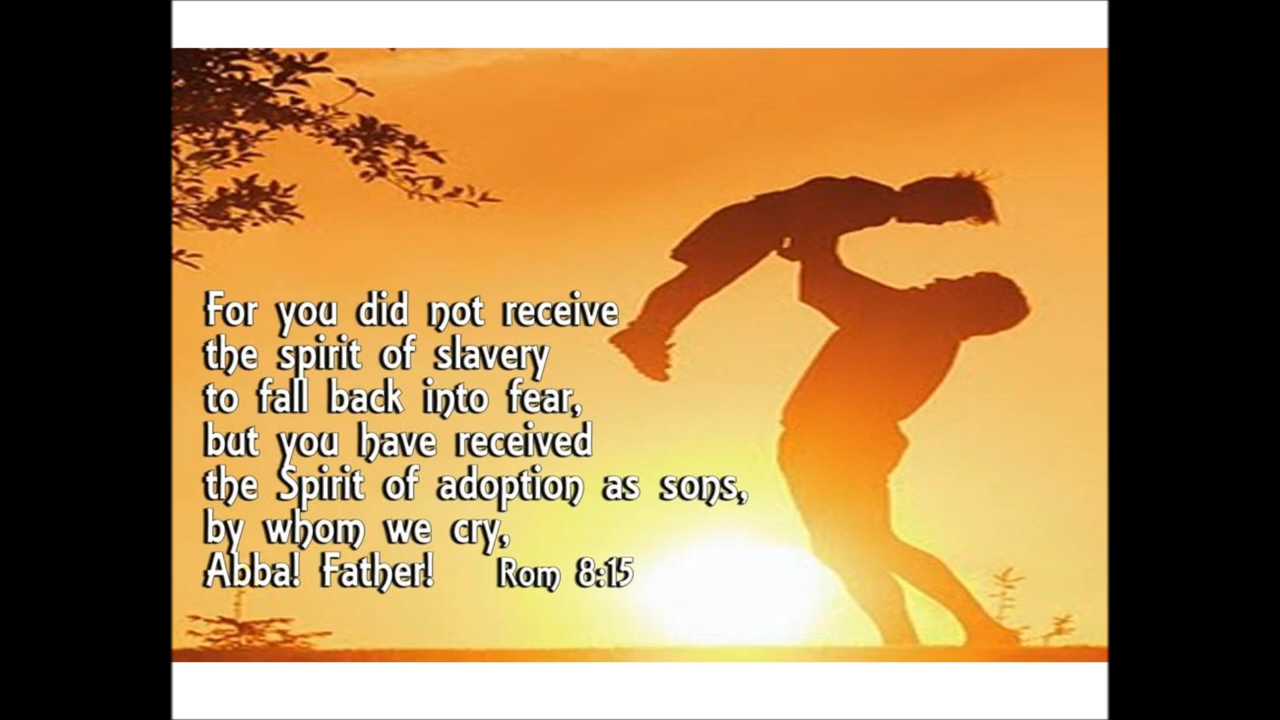 For you did not receive
the spirit of slavery
to fall back into fear,
but you have received
the Spirit of adoption as sons,
by whom we cry,
Abba! Father! Rom 8:15